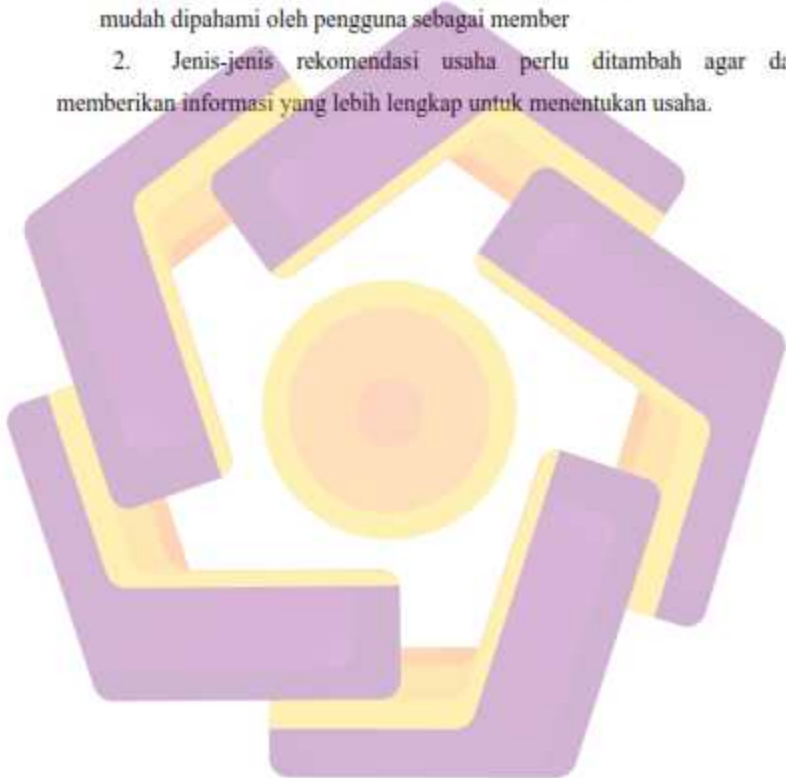 mudah dipahami oleh pengguna sebagai member
2. Jenis-jenis rekomendasi usaha perlu ditambah agar
memberikan informasi yang lebih lengkap untuk menentukan usaha.